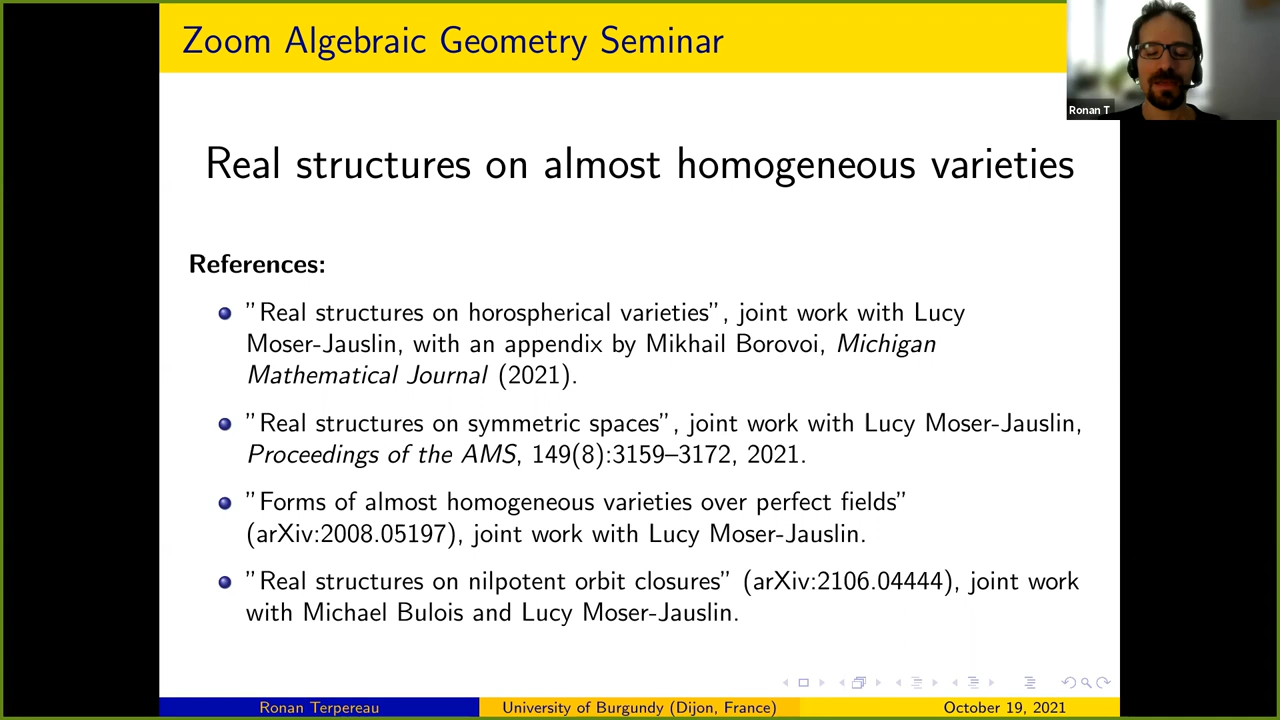 Zoom Algebraic Geometry Seminar
Ronan T
Real structures on almost homogeneous varieties
References:
”Real structures on horospherical varieties”, joint work with Lucy
Moser-Jauslin, with an appendix by Mikhail Borovoi, Michigan
Mathematical Journal (2021).
”Real structures on symmetric spaces”, joint work with Lucy Moser-Jauslin,
Proceedings of the AMS, 149(8):3159–3172, 2021.
”Forms of almost homogeneous varieties over perfect fields”
(arXiv:2008.05197), joint work with Lucy Moser-Jauslin.
”Real structures on nilpotent orbit closures” (arXiv:2106.04444), joint work
with Michael Bulois and Lucy Moser-Jauslin.
Ronan Terpereau
University of Burgundy (Dijon, France)
October 19, 2021